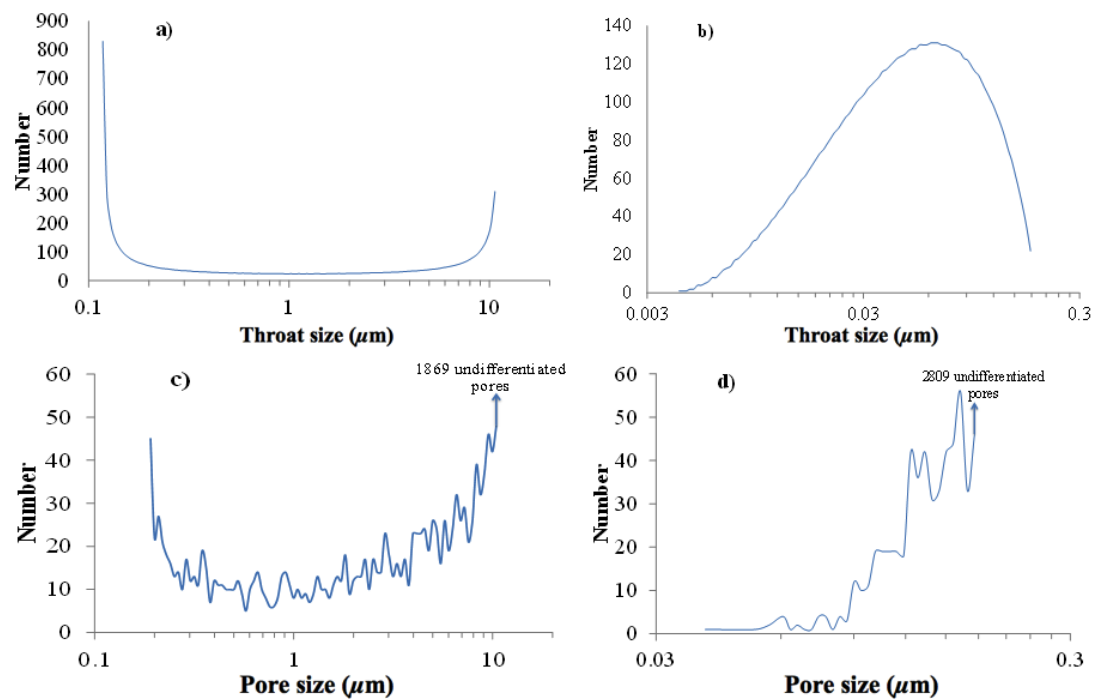 a)
900
800
700
600
500
400
300
200
100
0
Number
0.1
1
10
Throat size (µm)
b)
140
120
100
80
60
40
20
0
Number
0.003
0.03
0.3
Throat size (µm)
c)
1869 undifferentiated
pores
60
50
40
30
20
10
0
Number
0.1
1
10
Pore size (µm)
d)
2809 undifferentiated
pores
60
50
40
30
20
10
0
Number
0.03
0.3
Pore size (µm)